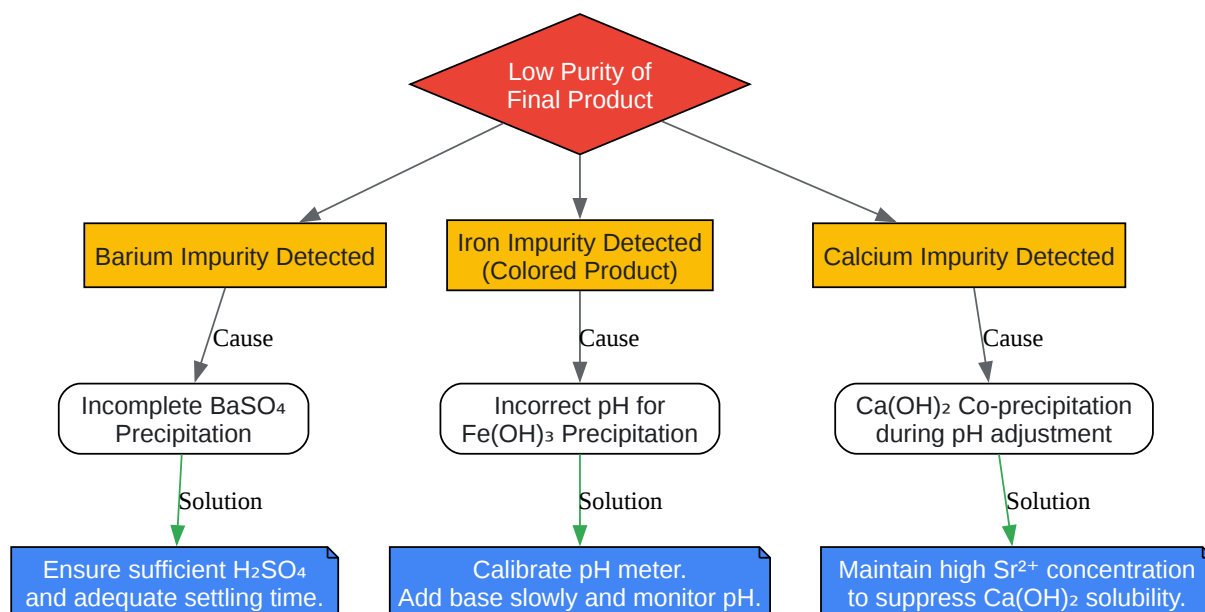 Low Purity of
Final Product
Barium Impurity Detected
Iron Impurity Detected
(Colored Product)
Calcium Impurity Detected
Cause
Cause
Cause
Incomplete BaSO₄
Precipitation
Incorrect pH for
Fe(OH)₃ Precipitation
Ca(OH)₂ Co-precipitation
during pH adjustment
Solution
Solution
Solution
Ensure sufficient H₂SO₄
and adequate settling time.
Calibrate pH meter.
Add base slowly and monitor pH.
Maintain high Sr²⁺ concentration
to suppress Ca(OH)₂ solubility.